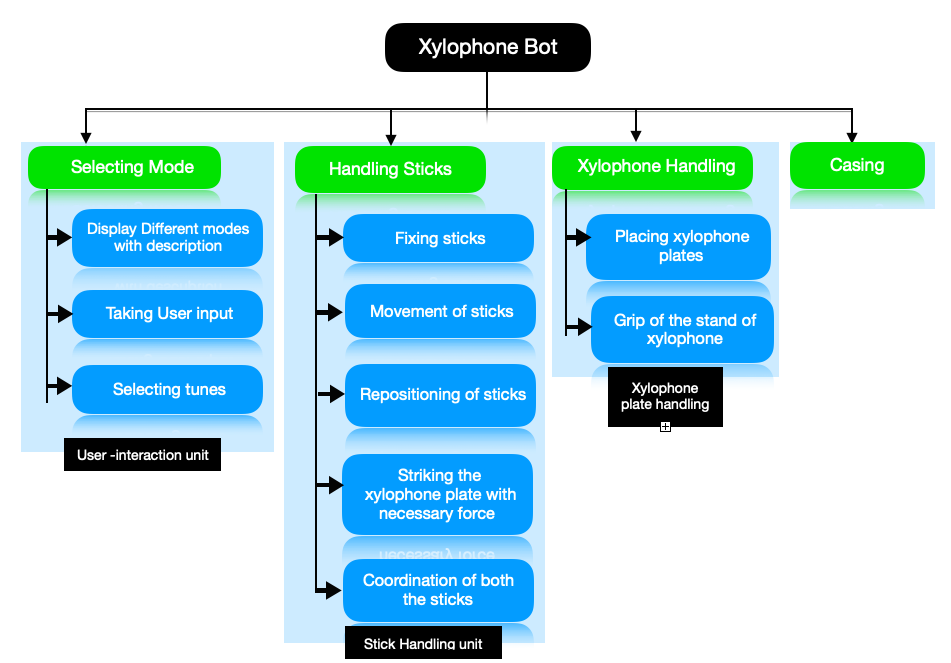 Xylophone Bot
Selecting Mode
Display Different modes
with description
Taking User input
Selecting tunes
User -interaction unit
Handling Sticks
Fixing sticks
Movement of sticks
Repositioning of sticks
Striking the
xylophone plate with
necessary force
Coordination of both
the sticks
Stick Handling unit
Xylophone Handling
Placing xylophone
plates
Grip of the stand of
xylophone
Xylophone
plate handling
Casing